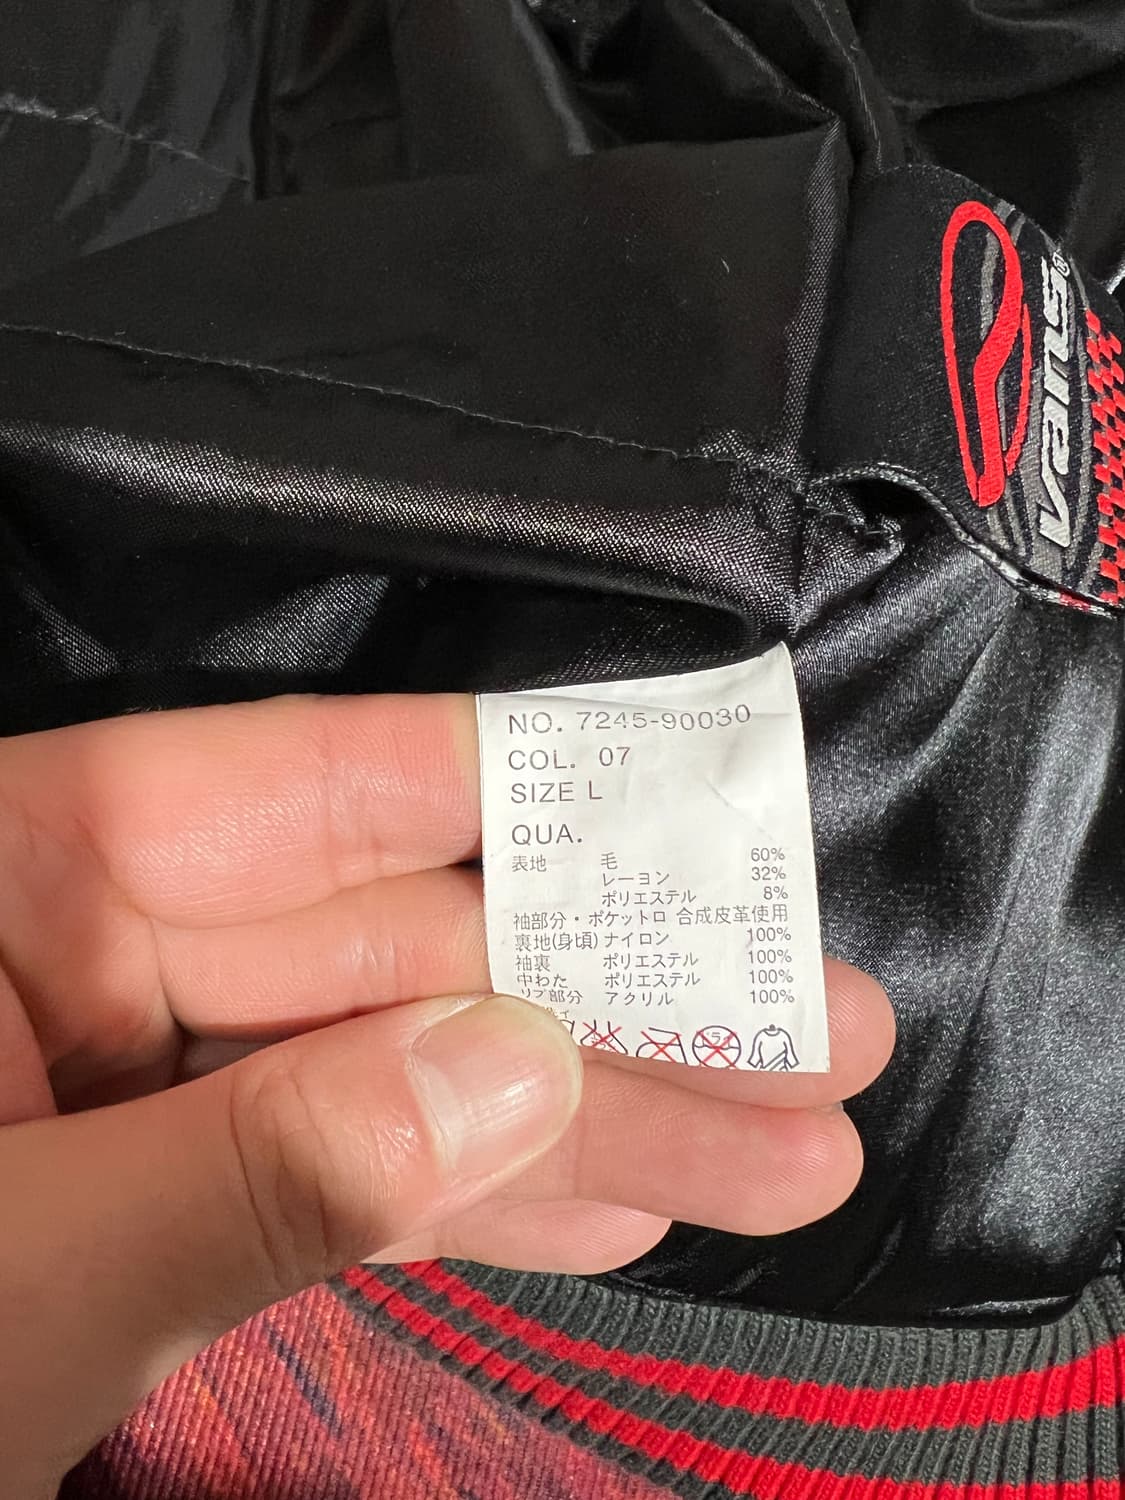 Vans®
NO. 7245-90030
COL. 07
SIZE L
QUA.
表地 毛 60%
レーヨン 32%
ポリエステル 8%
袖部分・ポケット口 合成皮革使用
裏地(身頃) ナイロン 100%
袖裏 ポリエステル 100%
中わた ポリエステル 100%
リブ部分 アクリル 100%